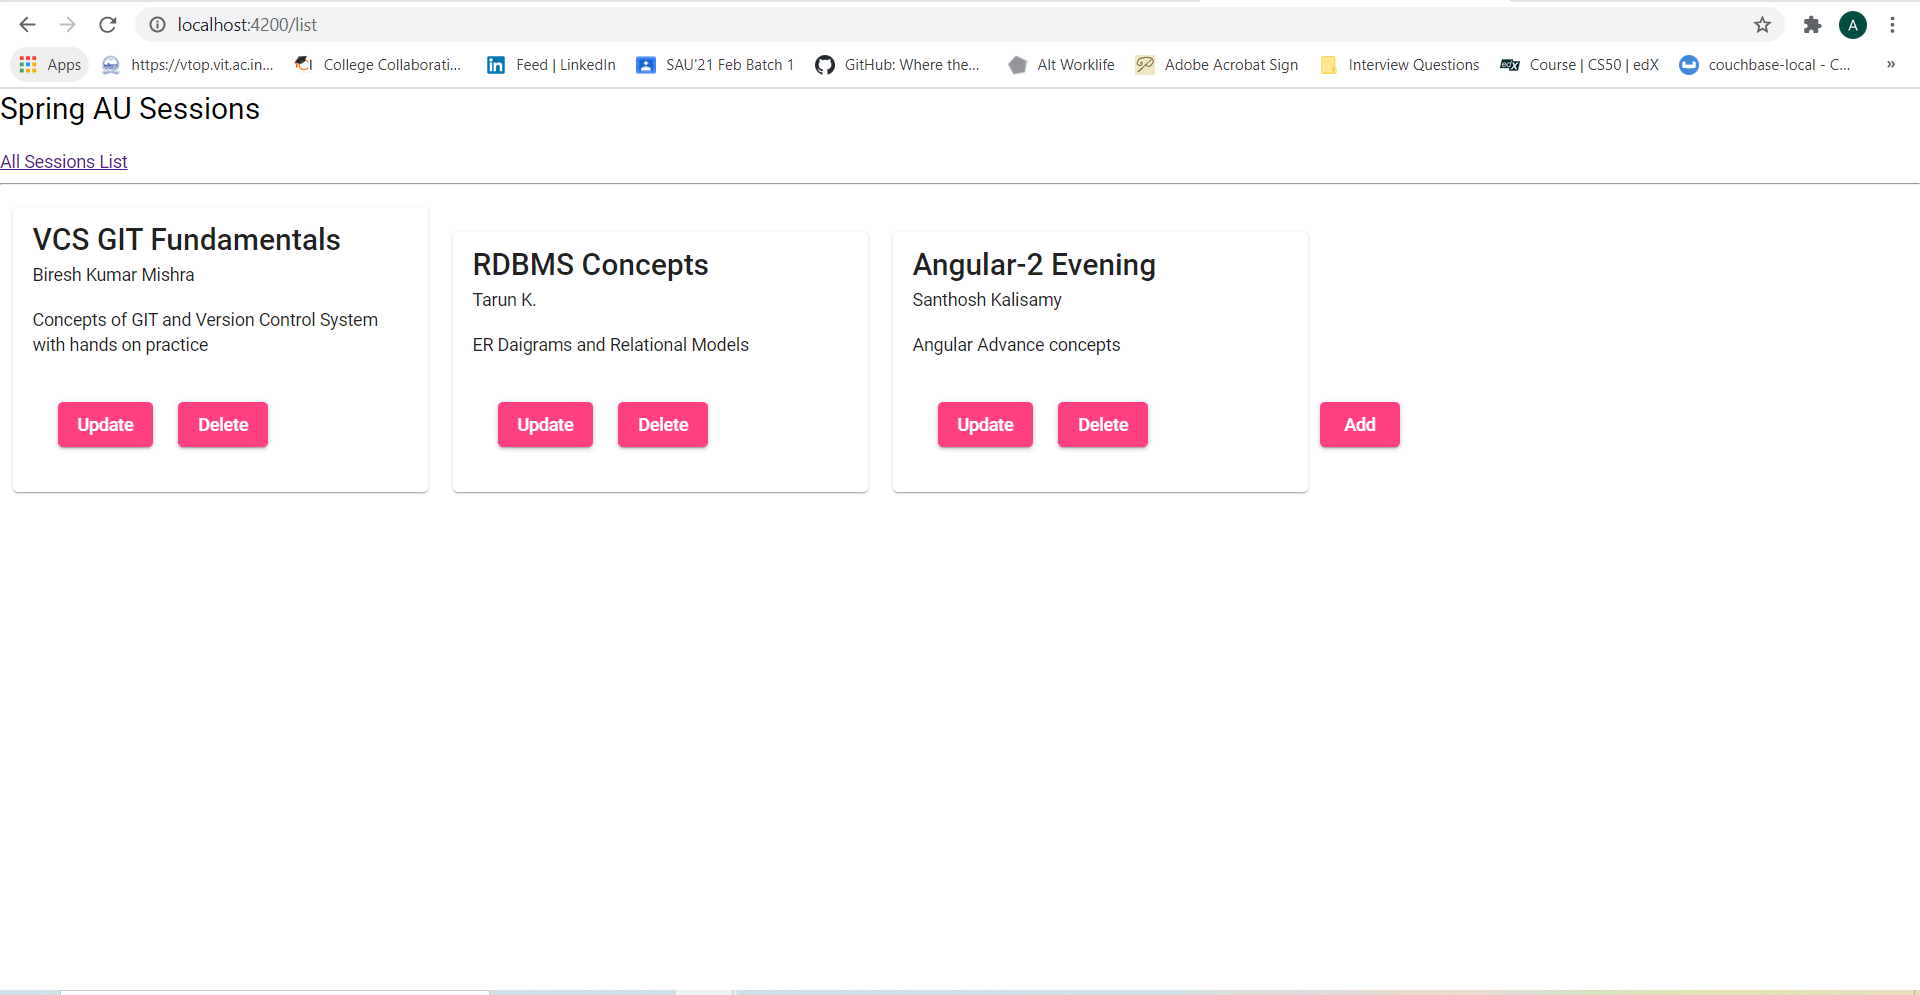 localhost:4200/list
A
Apps https://vtop.vit.ac.in... College Collaborati... Feed | LinkedIn SAU'21 Feb Batch 1 GitHub: Where the... Alt Worklife Adobe Acrobat Sign Interview Questions edX Course | CS50 | edX couchbase-local - C... »
Spring AU Sessions
All Sessions List
VCS GIT Fundamentals
Biresh Kumar Mishra
Concepts of GIT and Version Control System
with hands on practice
Update Delete
RDBMS Concepts
Tarun K.
ER Daigrams and Relational Models
Update Delete
Angular-2 Evening
Santhosh Kalisamy
Angular Advance concepts
Update Delete
Add